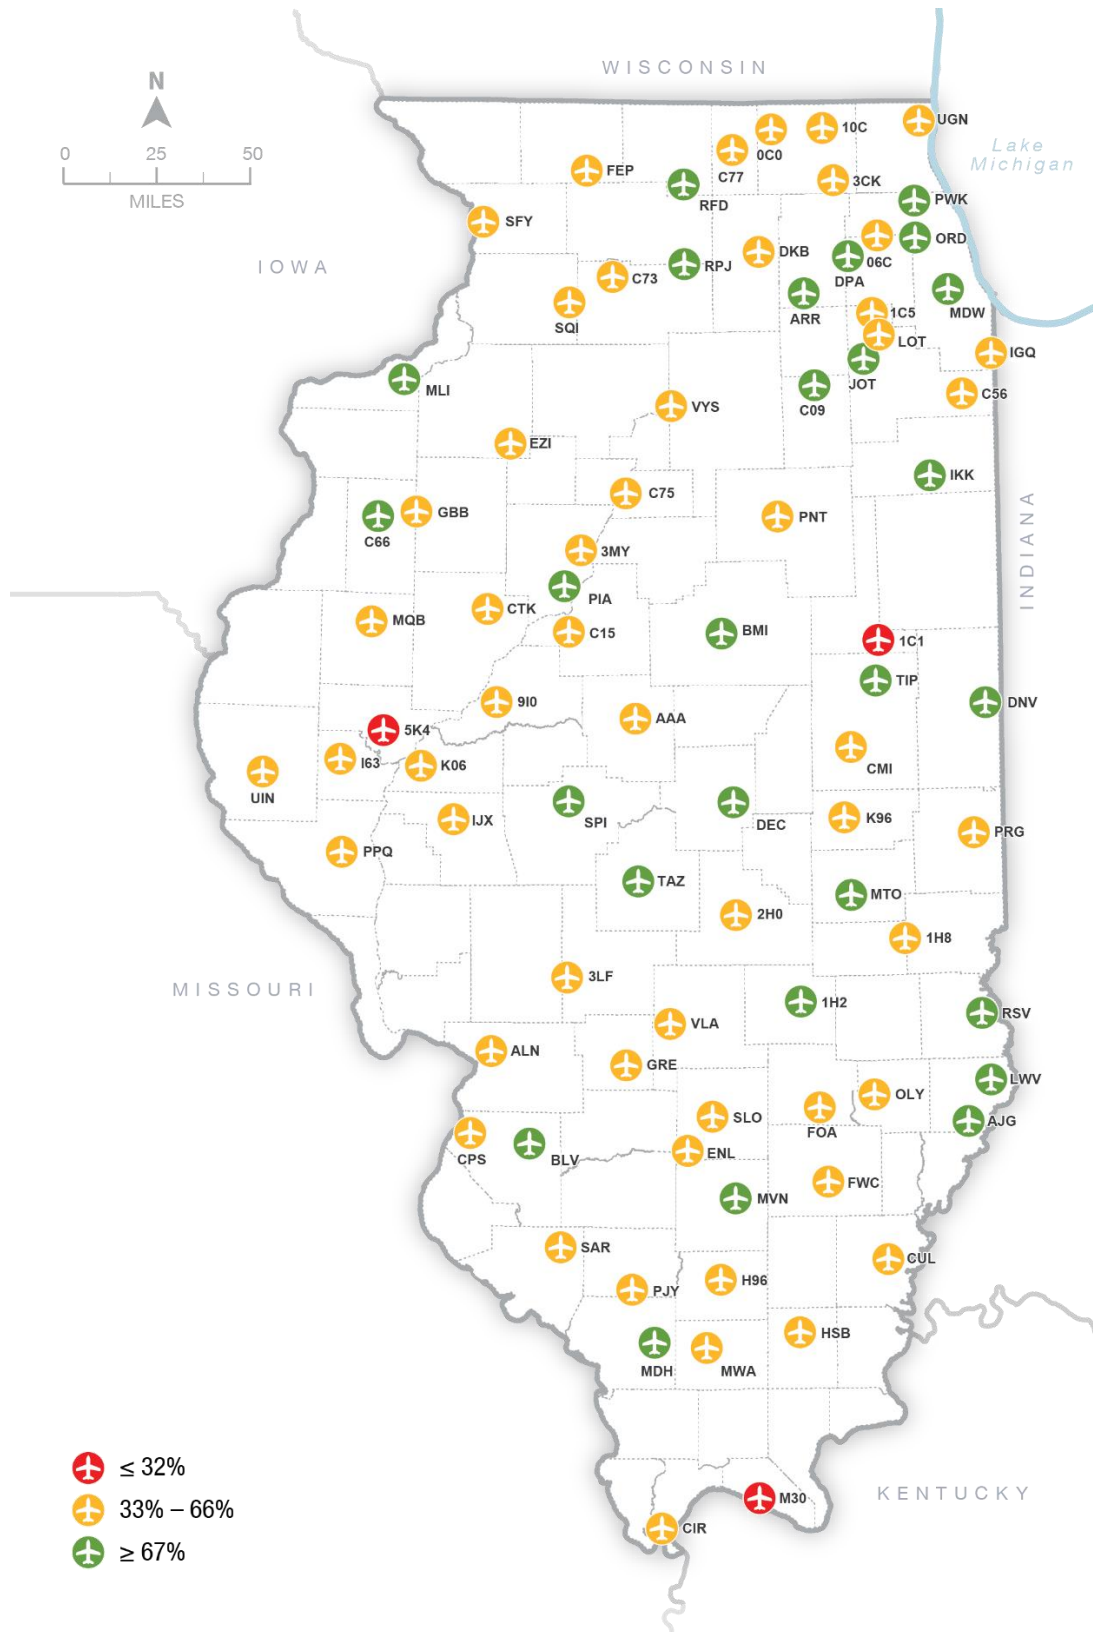 WISCONSIN
N
0 25 50
MILES
Lake
Michigan
UGN
10C
0C0
C77
FEP
3CK
RFD
PWK
SFY
ORD
DKB
06C
IOWA
RPJ
DPA
C73
ARR
MDW
1C5
SQI
LOT
IGQ
JOT
MLI
C56
C09
VYS
EZI
IKK
C75
GBB
PNT
C66
INDIANA
3MY
PIA
CTK
MQB
C15
BMI
1C1
TIP
9I0
DNV
AAA
5K4
I63
K06
CMI
UIN
SPI
DEC
IJX
K96
PRG
PPQ
TAZ
MTO
2H0
1H8
3LF
MISSOURI
1H2
RSV
VLA
ALN
GRE
LWV
OLY
SLO
FOA
AJG
CPS
BLV
ENL
FWC
MVN
SAR
CUL
H96
PJY
HSB
MDH
MWA
≤ 32%
33% – 66%
≥ 67%
KENTUCKY
M30
CIR